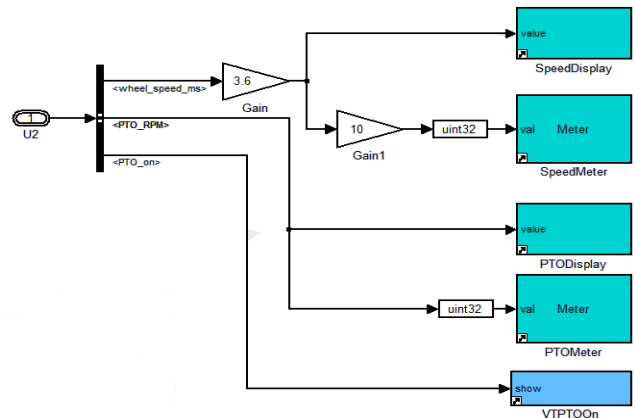 value
SpeedDisplay
3.6
<wheel_speed_ms>
Gain
1
U2
<PTO_RPM>
10
Gain1
uint32
val Meter
SpeedMeter
<PTO_on>
value
PTODisplay
uint32
val Meter
PTOMeter
show
VTPTOOn